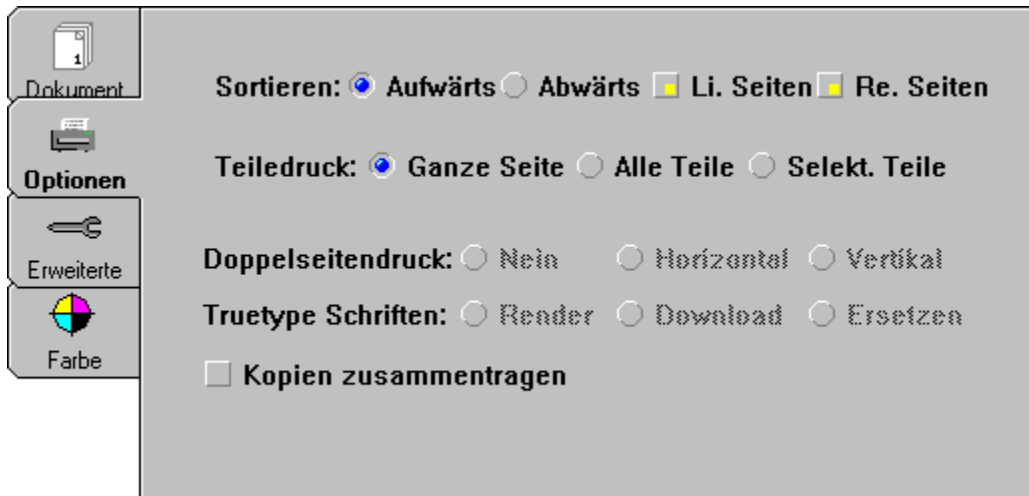 1
Dokument
Optionen
Erweiterte
Farbe
Sortieren: Aufwärts Abwärts Li. Seiten Re. Seiten
Teiledruck: Ganze Seite Alle Teile Selekt. Teile
Doppelseitendruck: Nein Horizontal Vertikal
Truetype Schriften: Render Download Ersetzen
Kopien zusammentragen